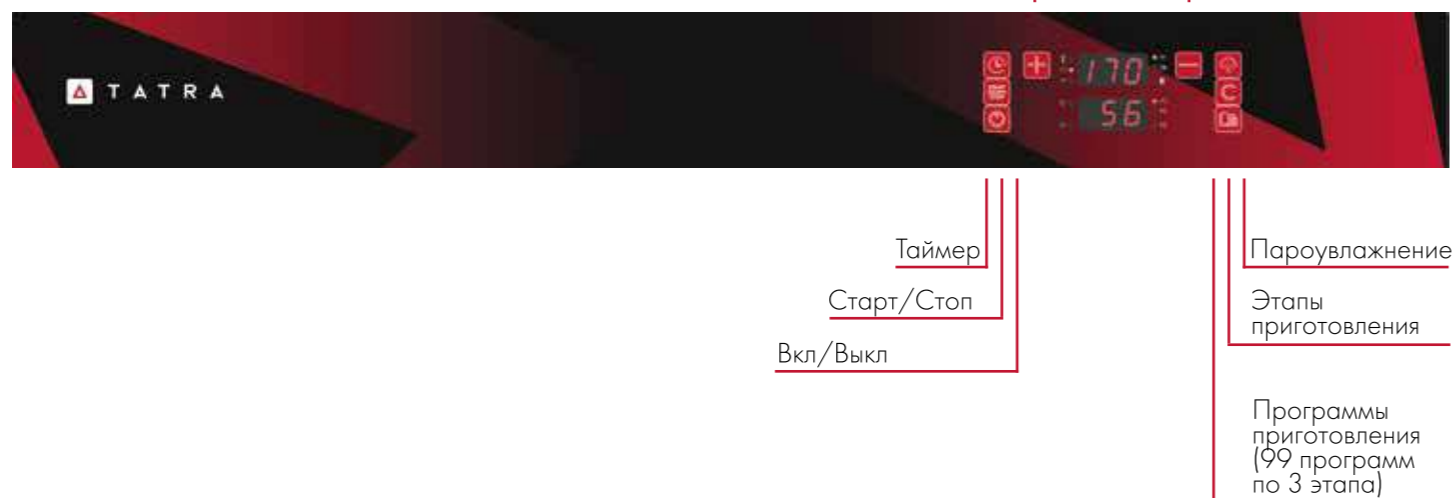 TATRA
170
56
C
Таймер
Старт/Стоп
Вкл/Выкл
Пароувлажнение
Этапы
приготовления
Программы
приготовления
(99 программ
по 3 этапа)